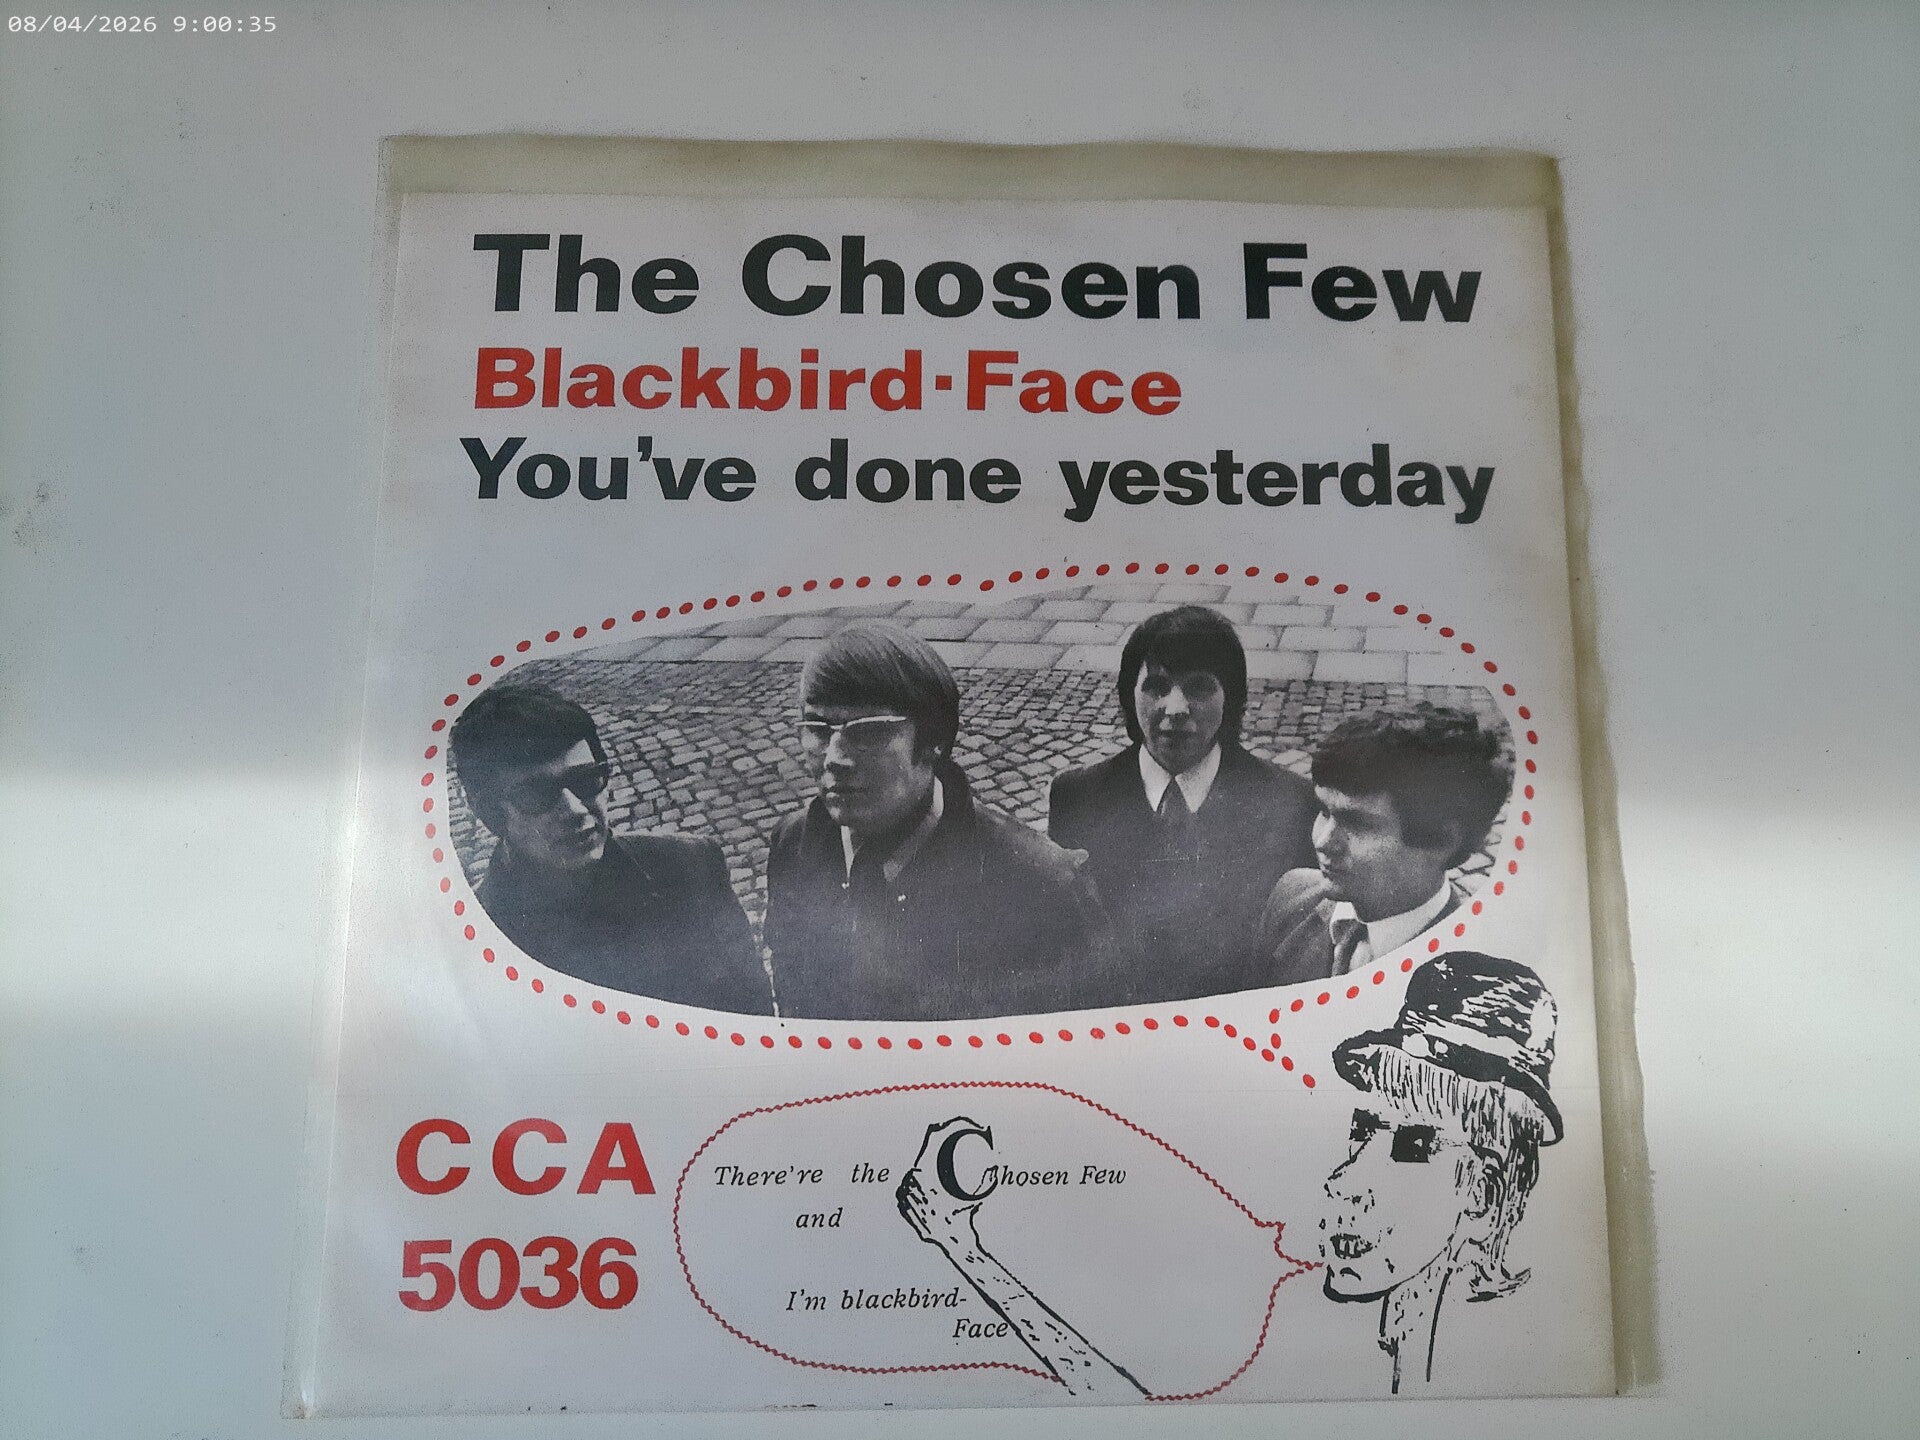 08/04/2026 9:00:35
The Chosen Few
Blackbird·Face
You've done yesterday
CCA
5036
There're the Chosen Few
and
I'm blackbird-
Face